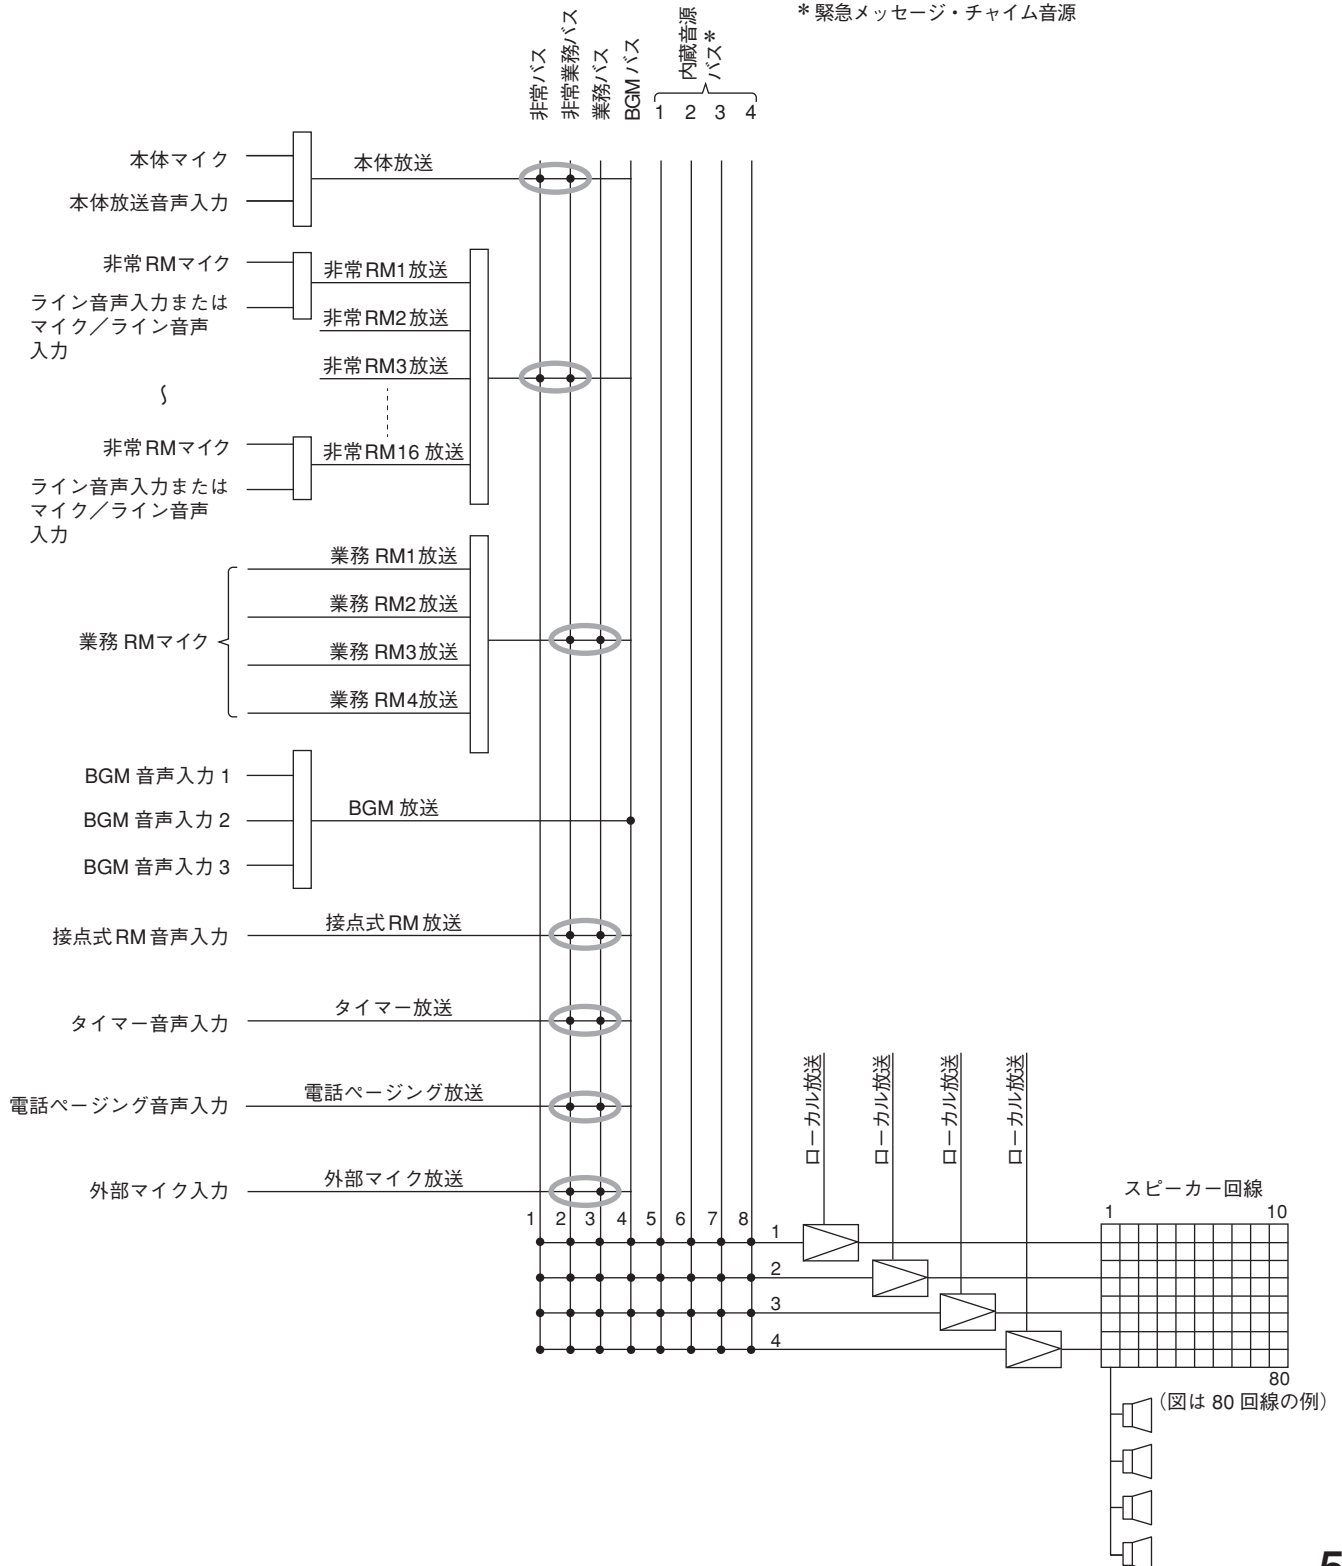 ＊緊急メッセージ・チャイム音源
非常バス
非常業務バス
業務バス
BGM バス
内蔵音源
バス＊
1 2 3 4
本体マイク
本体放送音声入力
本体放送
非常RMマイク
ライン音声入力または
マイク／ライン音声
入力
非常RM1放送
非常RM2放送
非常RM3放送
〜
非常RMマイク
ライン音声入力または
マイク／ライン音声
入力
非常RM16 放送
業務 RMマイク
業務 RM1放送
業務 RM2放送
業務 RM3放送
業務 RM4放送
BGM 音声入力 1
BGM 音声入力 2
BGM 音声入力 3
BGM 放送
接点式RM 音声入力
接点式RM 放送
タイマー音声入力
タイマー放送
電話ページング音声入力
電話ページング放送
外部マイク入力
外部マイク放送
1 2 3 4 5 6 7 8
1
2
3
4
ローカル放送
ローカル放送
ローカル放送
ローカル放送
スピーカー回線
1 10
80
（図は 80 回線の例）